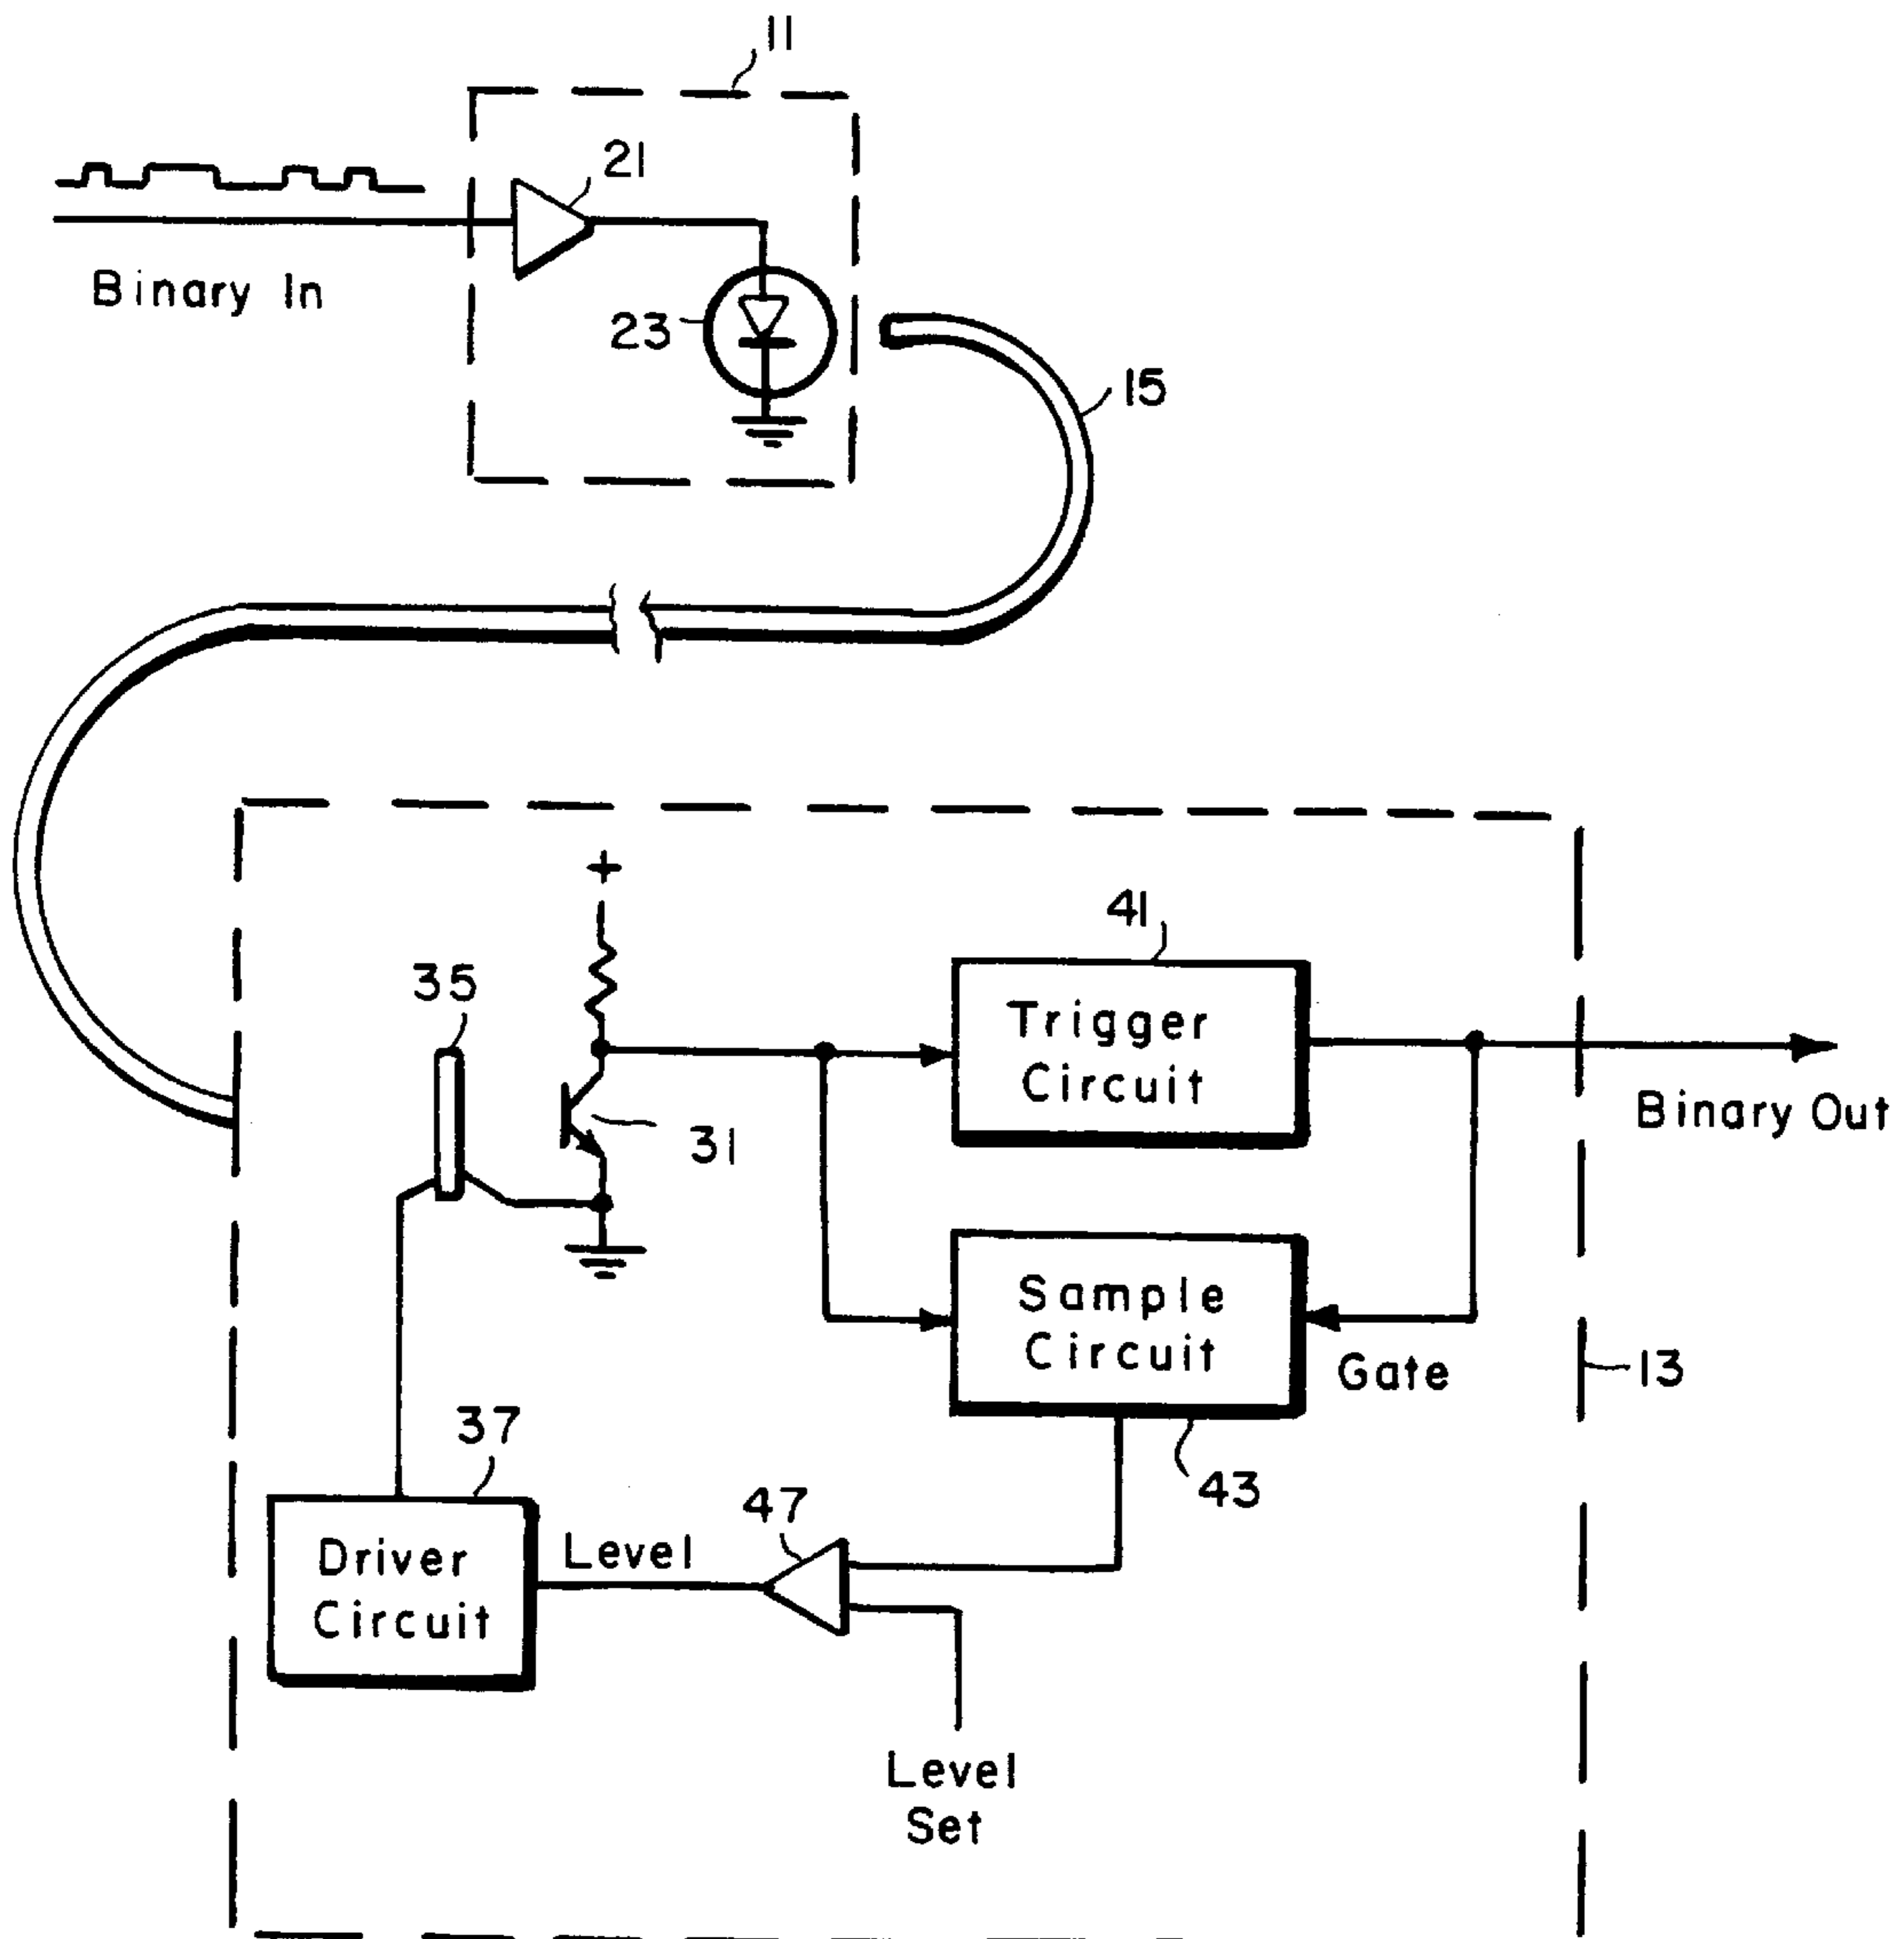 11
21
Binary In
23
15
+
41
35
Trigger
Circuit
31
Binary Out
Sample
Circuit
Gate
13
37
43
47
Driver
Circuit
Level
Level
Set